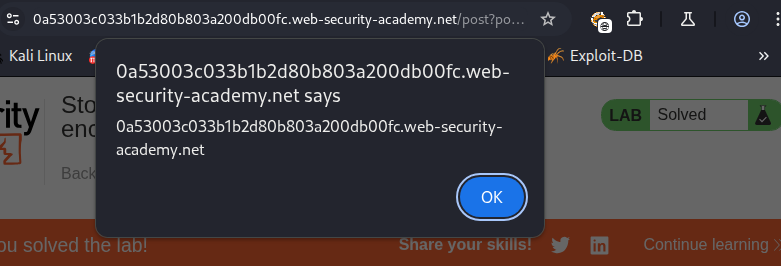 0a53003c033b1b2d80b803a200db00fc.web-security-academy.net/post?po...
Kali Linux
Exploit-DB
»
0a53003c033b1b2d80b803a200db00fc.web-
security-academy.net says
0a53003c033b1b2d80b803a200db00fc.web-security-
academy.net
OK
rity
Sto
enc
Back
LAB Solved
ou solved the lab!
Share your skills!
Continue learning